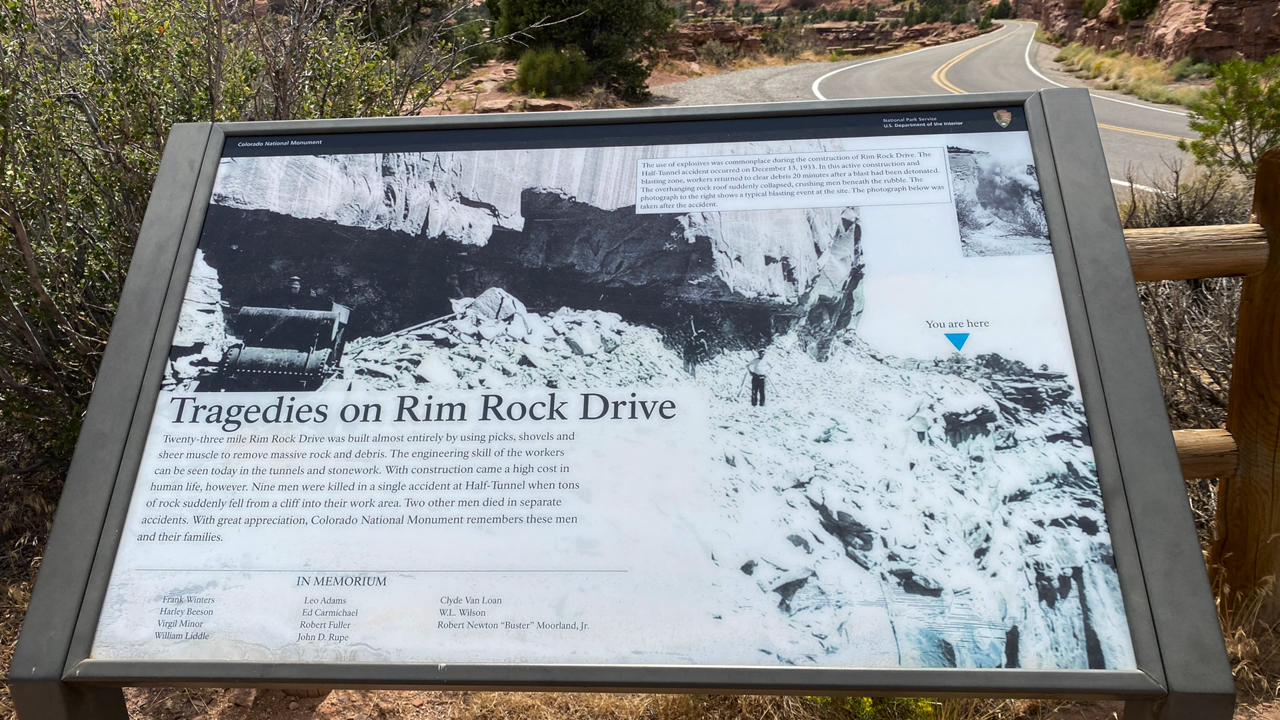 Colorado National Monument
National Park Service
U.S. Department of the Interior
The use of explosives was commonplace during the construction of Rim Rock Drive. The
Half-Tunnel accident occurred on December 13, 1933. In this active construction and
blasting zone, workers returned to clear debris 20 minutes after a blast had been detonated.
The overhanging rock roof suddenly collapsed, crushing men beneath the rubble. The
photograph to the right shows a typical blasting event at the site. The photograph below was
taken after the accident.
You are here
Tragedies on Rim Rock Drive
Twenty-three mile Rim Rock Drive was built almost entirely by using picks, shovels and
sheer muscle to remove massive rock and debris. The engineering skill of the workers
can be seen today in the tunnels and stonework. With construction came a high cost in
human life, however. Nine men were killed in a single accident at Half-Tunnel when tons
of rock suddenly fell from a cliff into their work area. Two other men died in separate
accidents. With great appreciation, Colorado National Monument remembers these men
and their families.
IN MEMORIUM
Frank Winters
Harley Beeson
Virgil Minor
William Liddle
Leo Adams
Ed Carmichael
Robert Fuller
John D. Rupe
Clyde Van Loan
W.L. Wilson
Robert Newton “Buster” Moorland, Jr.